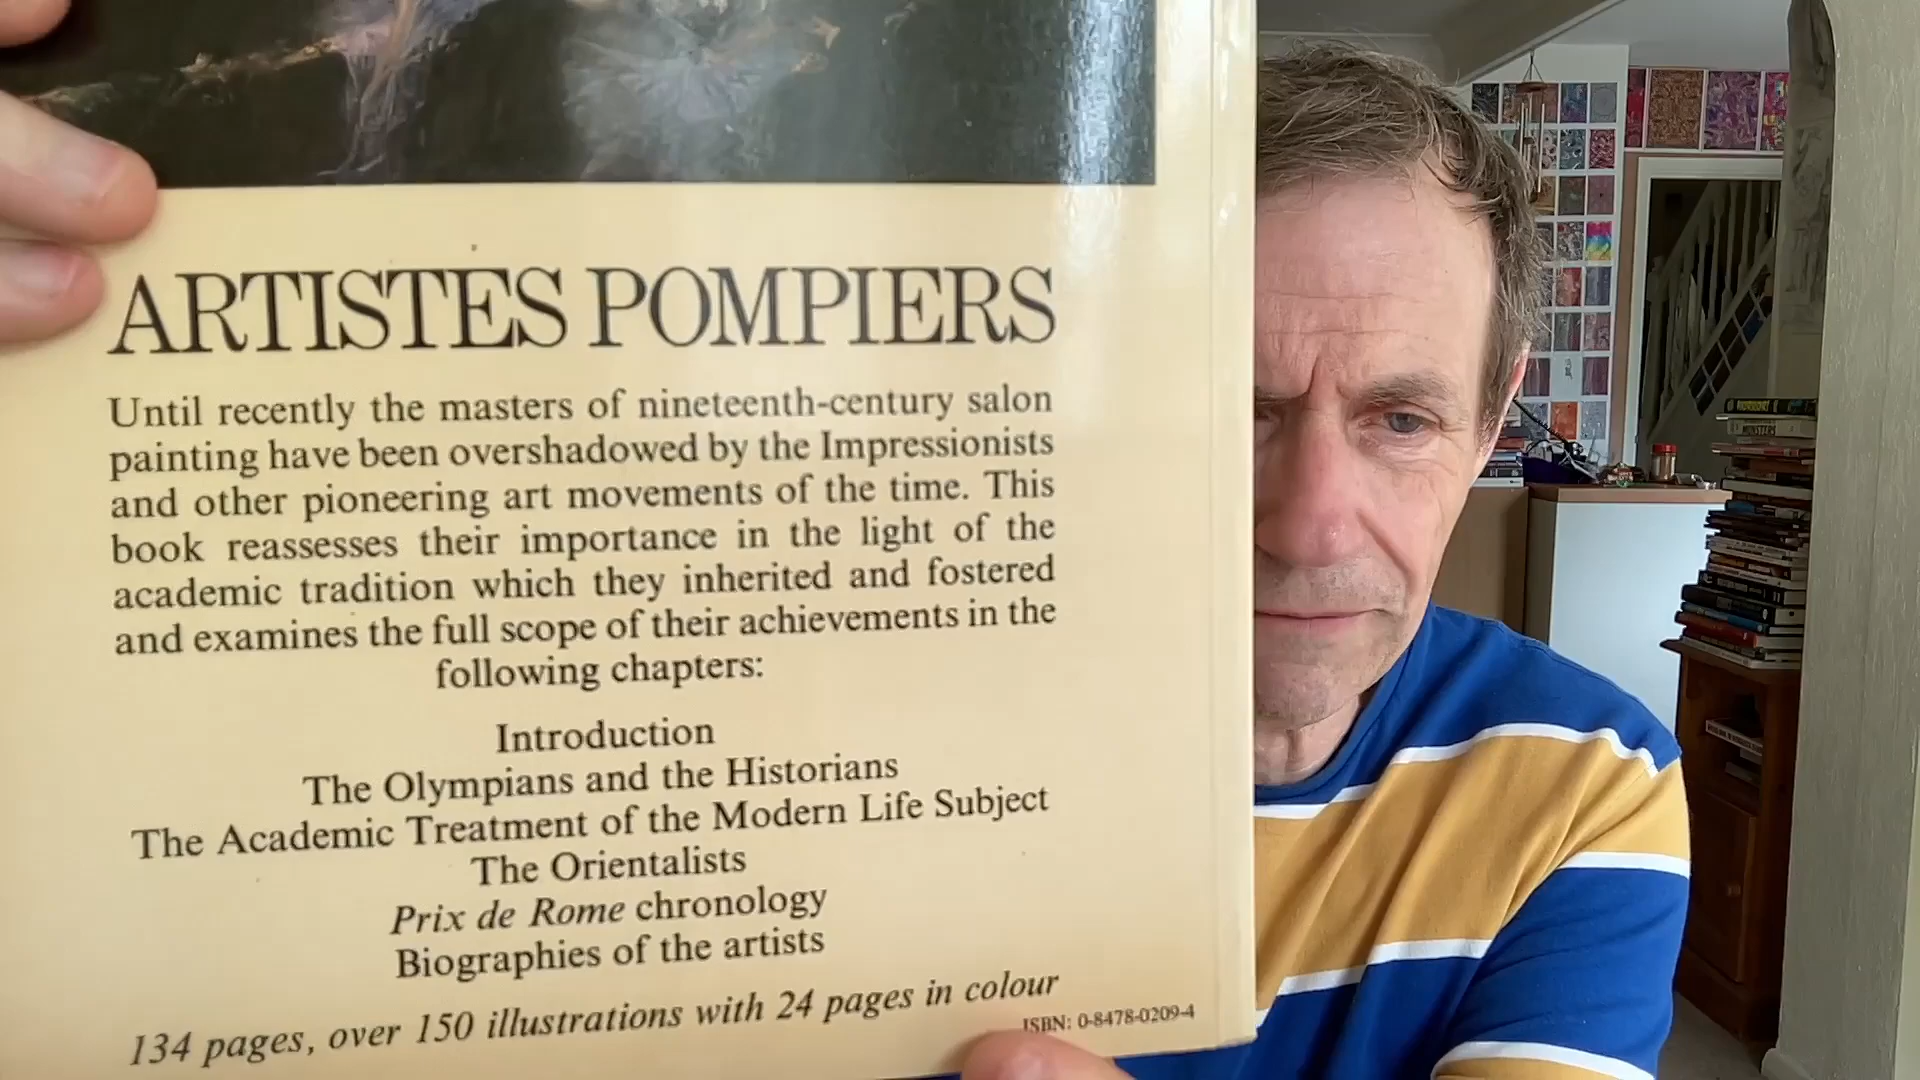 ARTISTES POMPIERS
Until recently the masters of nineteenth-century salon
painting have been overshadowed by the Impressionists
and other pioneering art movements of the time. This
book reassesses their importance in the light of the
academic tradition which they inherited and fostered
and examines the full scope of their achievements in the
following chapters:
Introduction
The Olympians and the Historians
The Academic Treatment of the Modern Life Subject
The Orientalists
Prix de Rome chronology
Biographies of the artists
134 pages, over 150 illustrations with 24 pages in colour
ISBN: 0-8478-0209-4